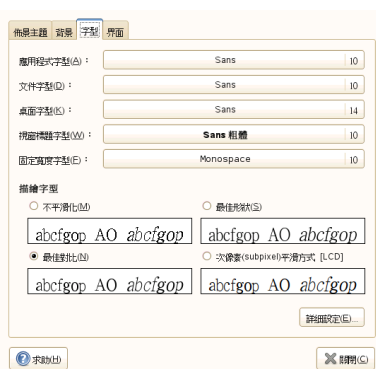 佈景主題 背景 字型 界面
應用程式字型(A)： Sans 10
文件字型(D)： Sans 10
桌面字型(K)： Sans 14
視窗標題字型(W)： Sans 粗體 10
固定寬度字型(F)： Monospace 10
描繪字型
不平滑化(M) 最佳形狀(S)
abcfgop AO abcfgop abcfgop AO abcfgop
最佳對比(N) 次像素(subpixel)平滑方式 [LCD]
abcfgop AO abcfgop abcfgop AO abcfgop
詳細設定(E)...
求助(H) 關閉(C)